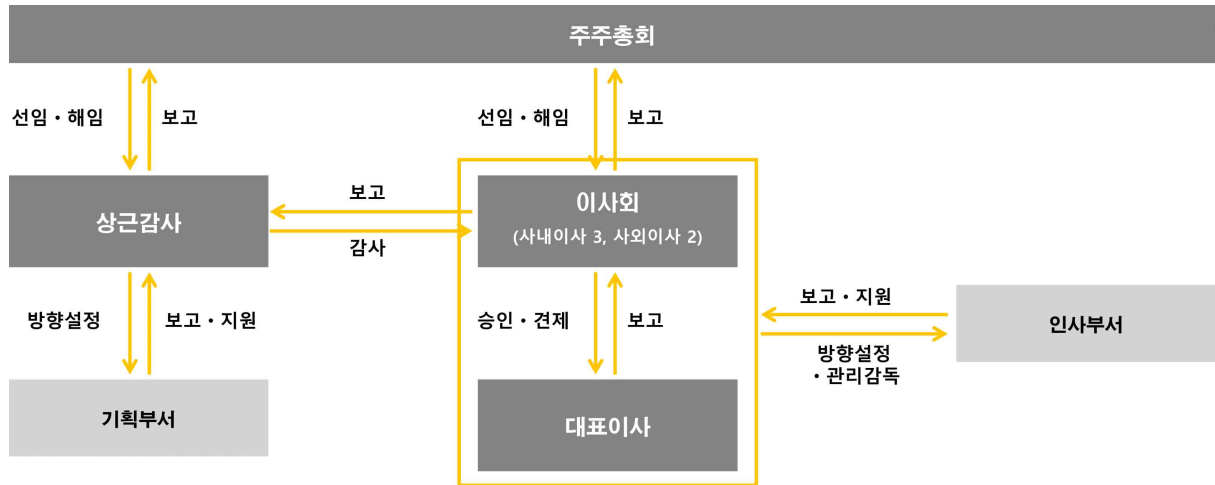 주주총회
선임・해임
보고
선임・해임
보고
상근감사
보고
감사
이사회
(사내이사 3, 사외이사 2)
방향설정
보고・지원
승인・견제
보고
보고・지원
방향설정
・관리감독
인사부서
기획부서
대표이사